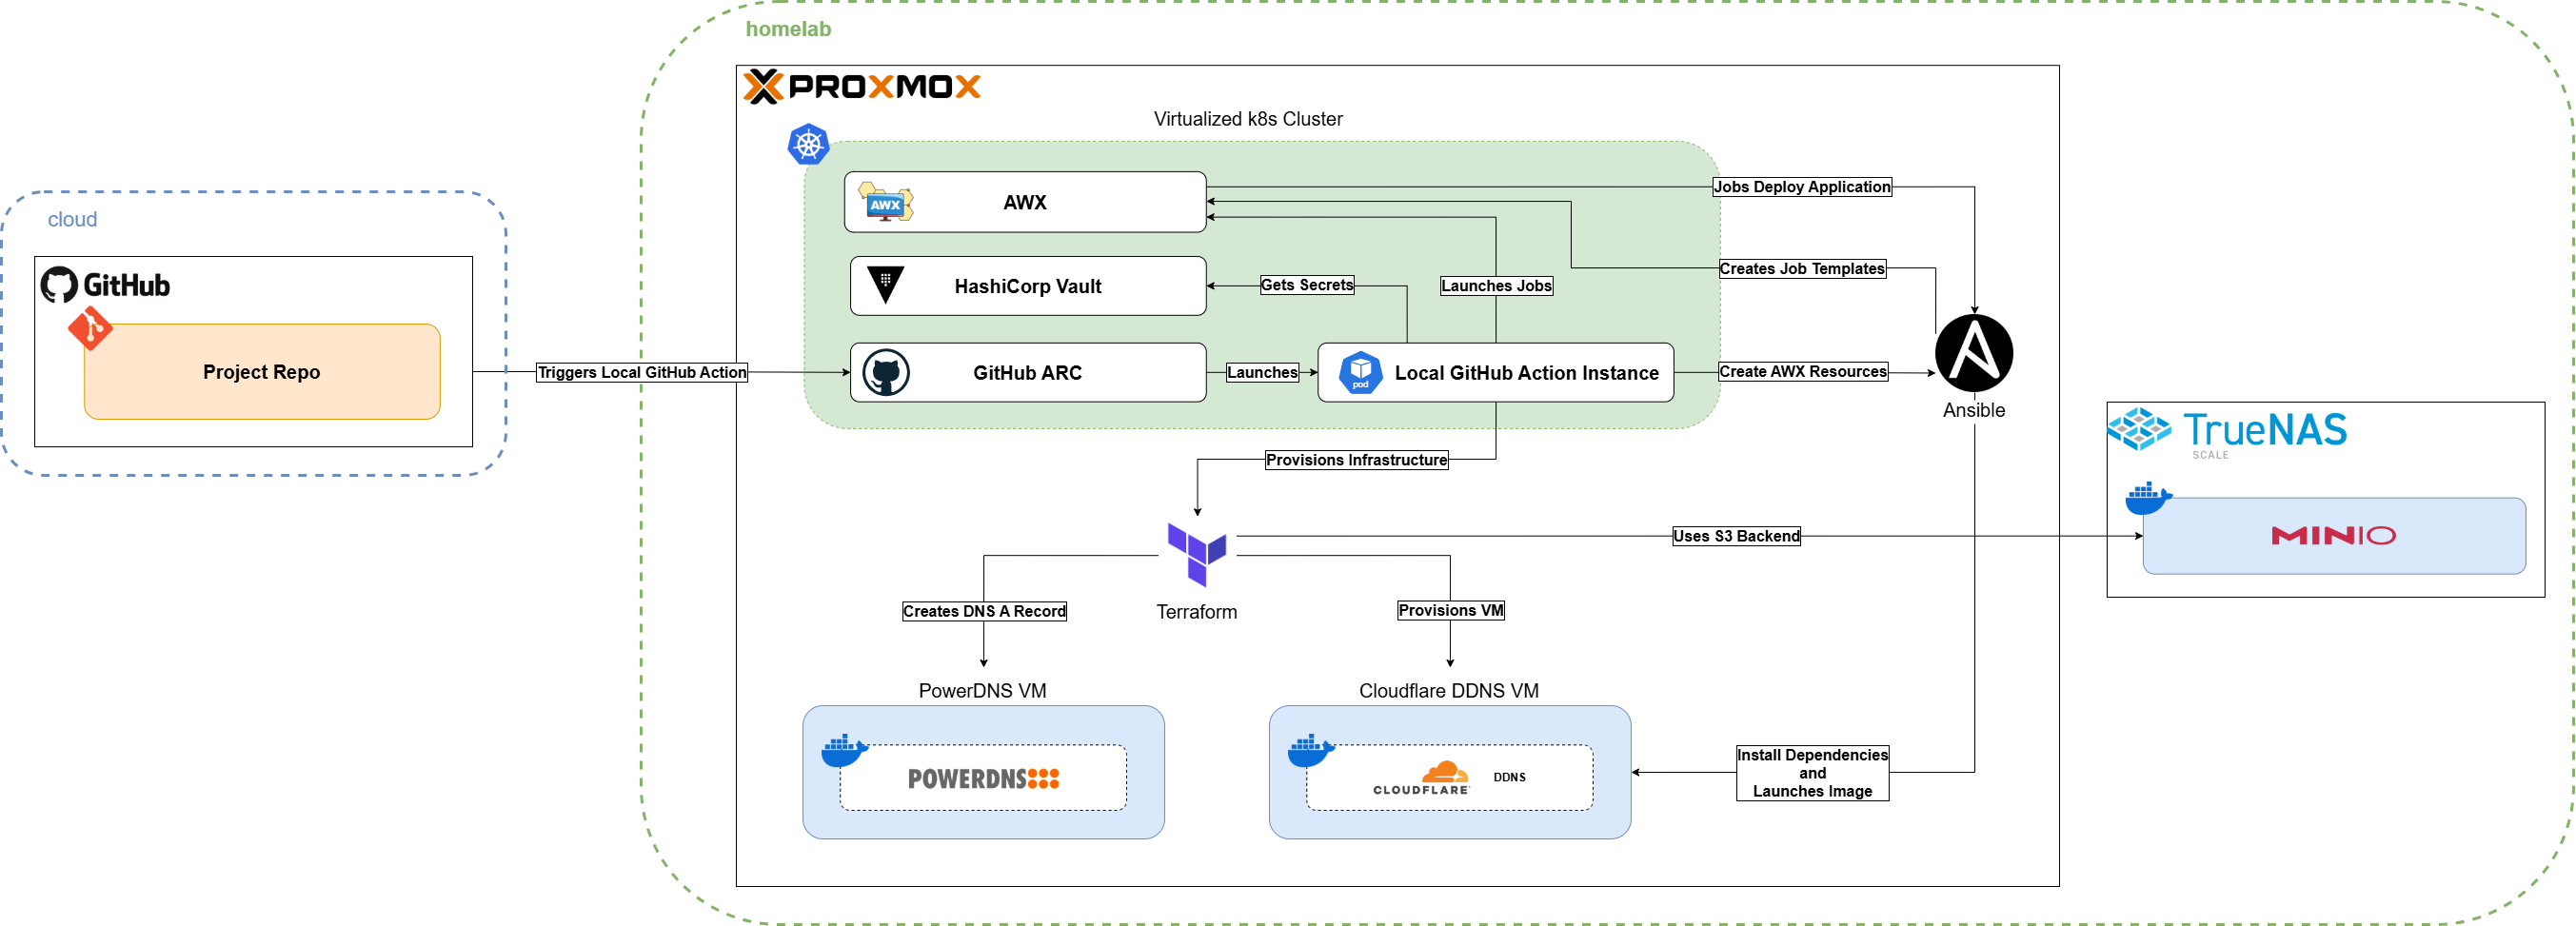 homelab
PROXMOX
Virtualized k8s Cluster
AWX
AWX
Jobs Deploy Application
cloud
GitHub
HashiCorp Vault
Gets Secrets
Launches Jobs
Creates Job Templates
Project Repo
Triggers Local GitHub Action
GitHub ARC
Launches
pod
Local GitHub Action Instance
Create AWX Resources
Ansible
TrueNAS
SCALE
Provisions Infrastructure
Uses S3 Backend
MINIO
Creates DNS A Record
Terraform
Provisions VM
PowerDNS VM
Cloudflare DDNS VM
POWERDNS
CLOUDFLARE
DDNS
Install Dependencies
and
Launches Image